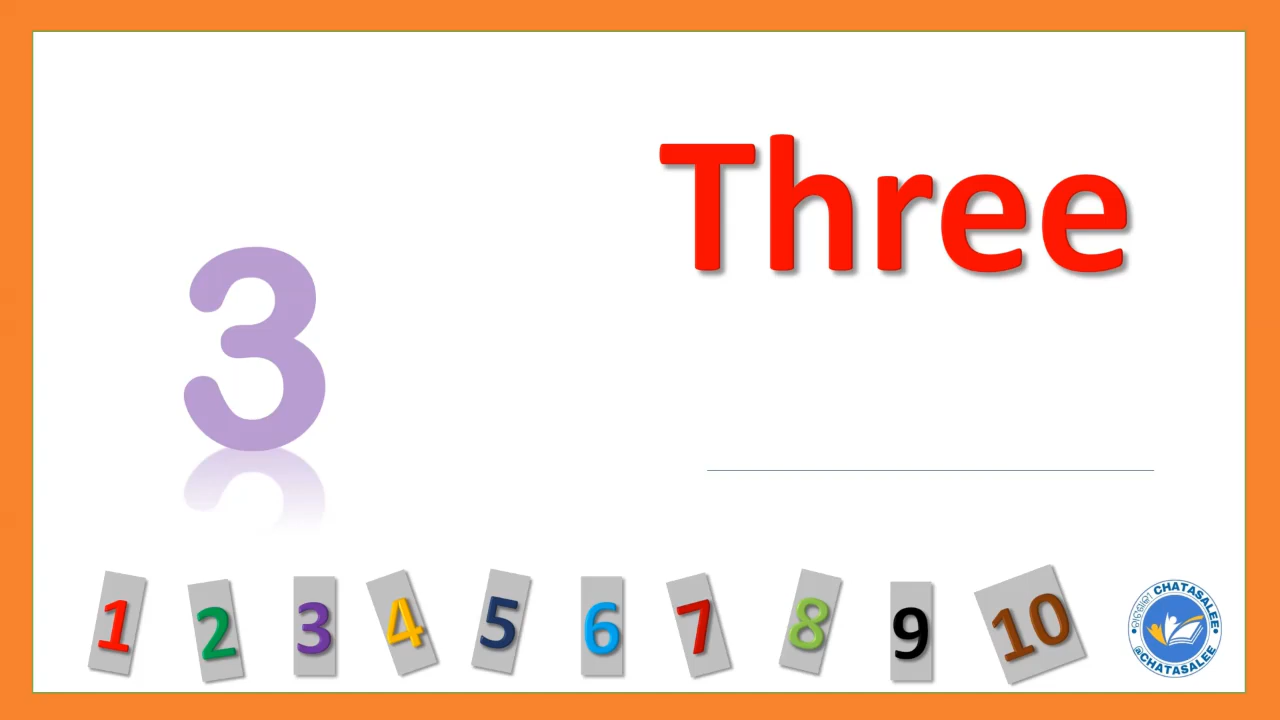 Three
3
1 2 3 4 5 6 7 8 9 10
CHATASALEE
@CHATASALEE